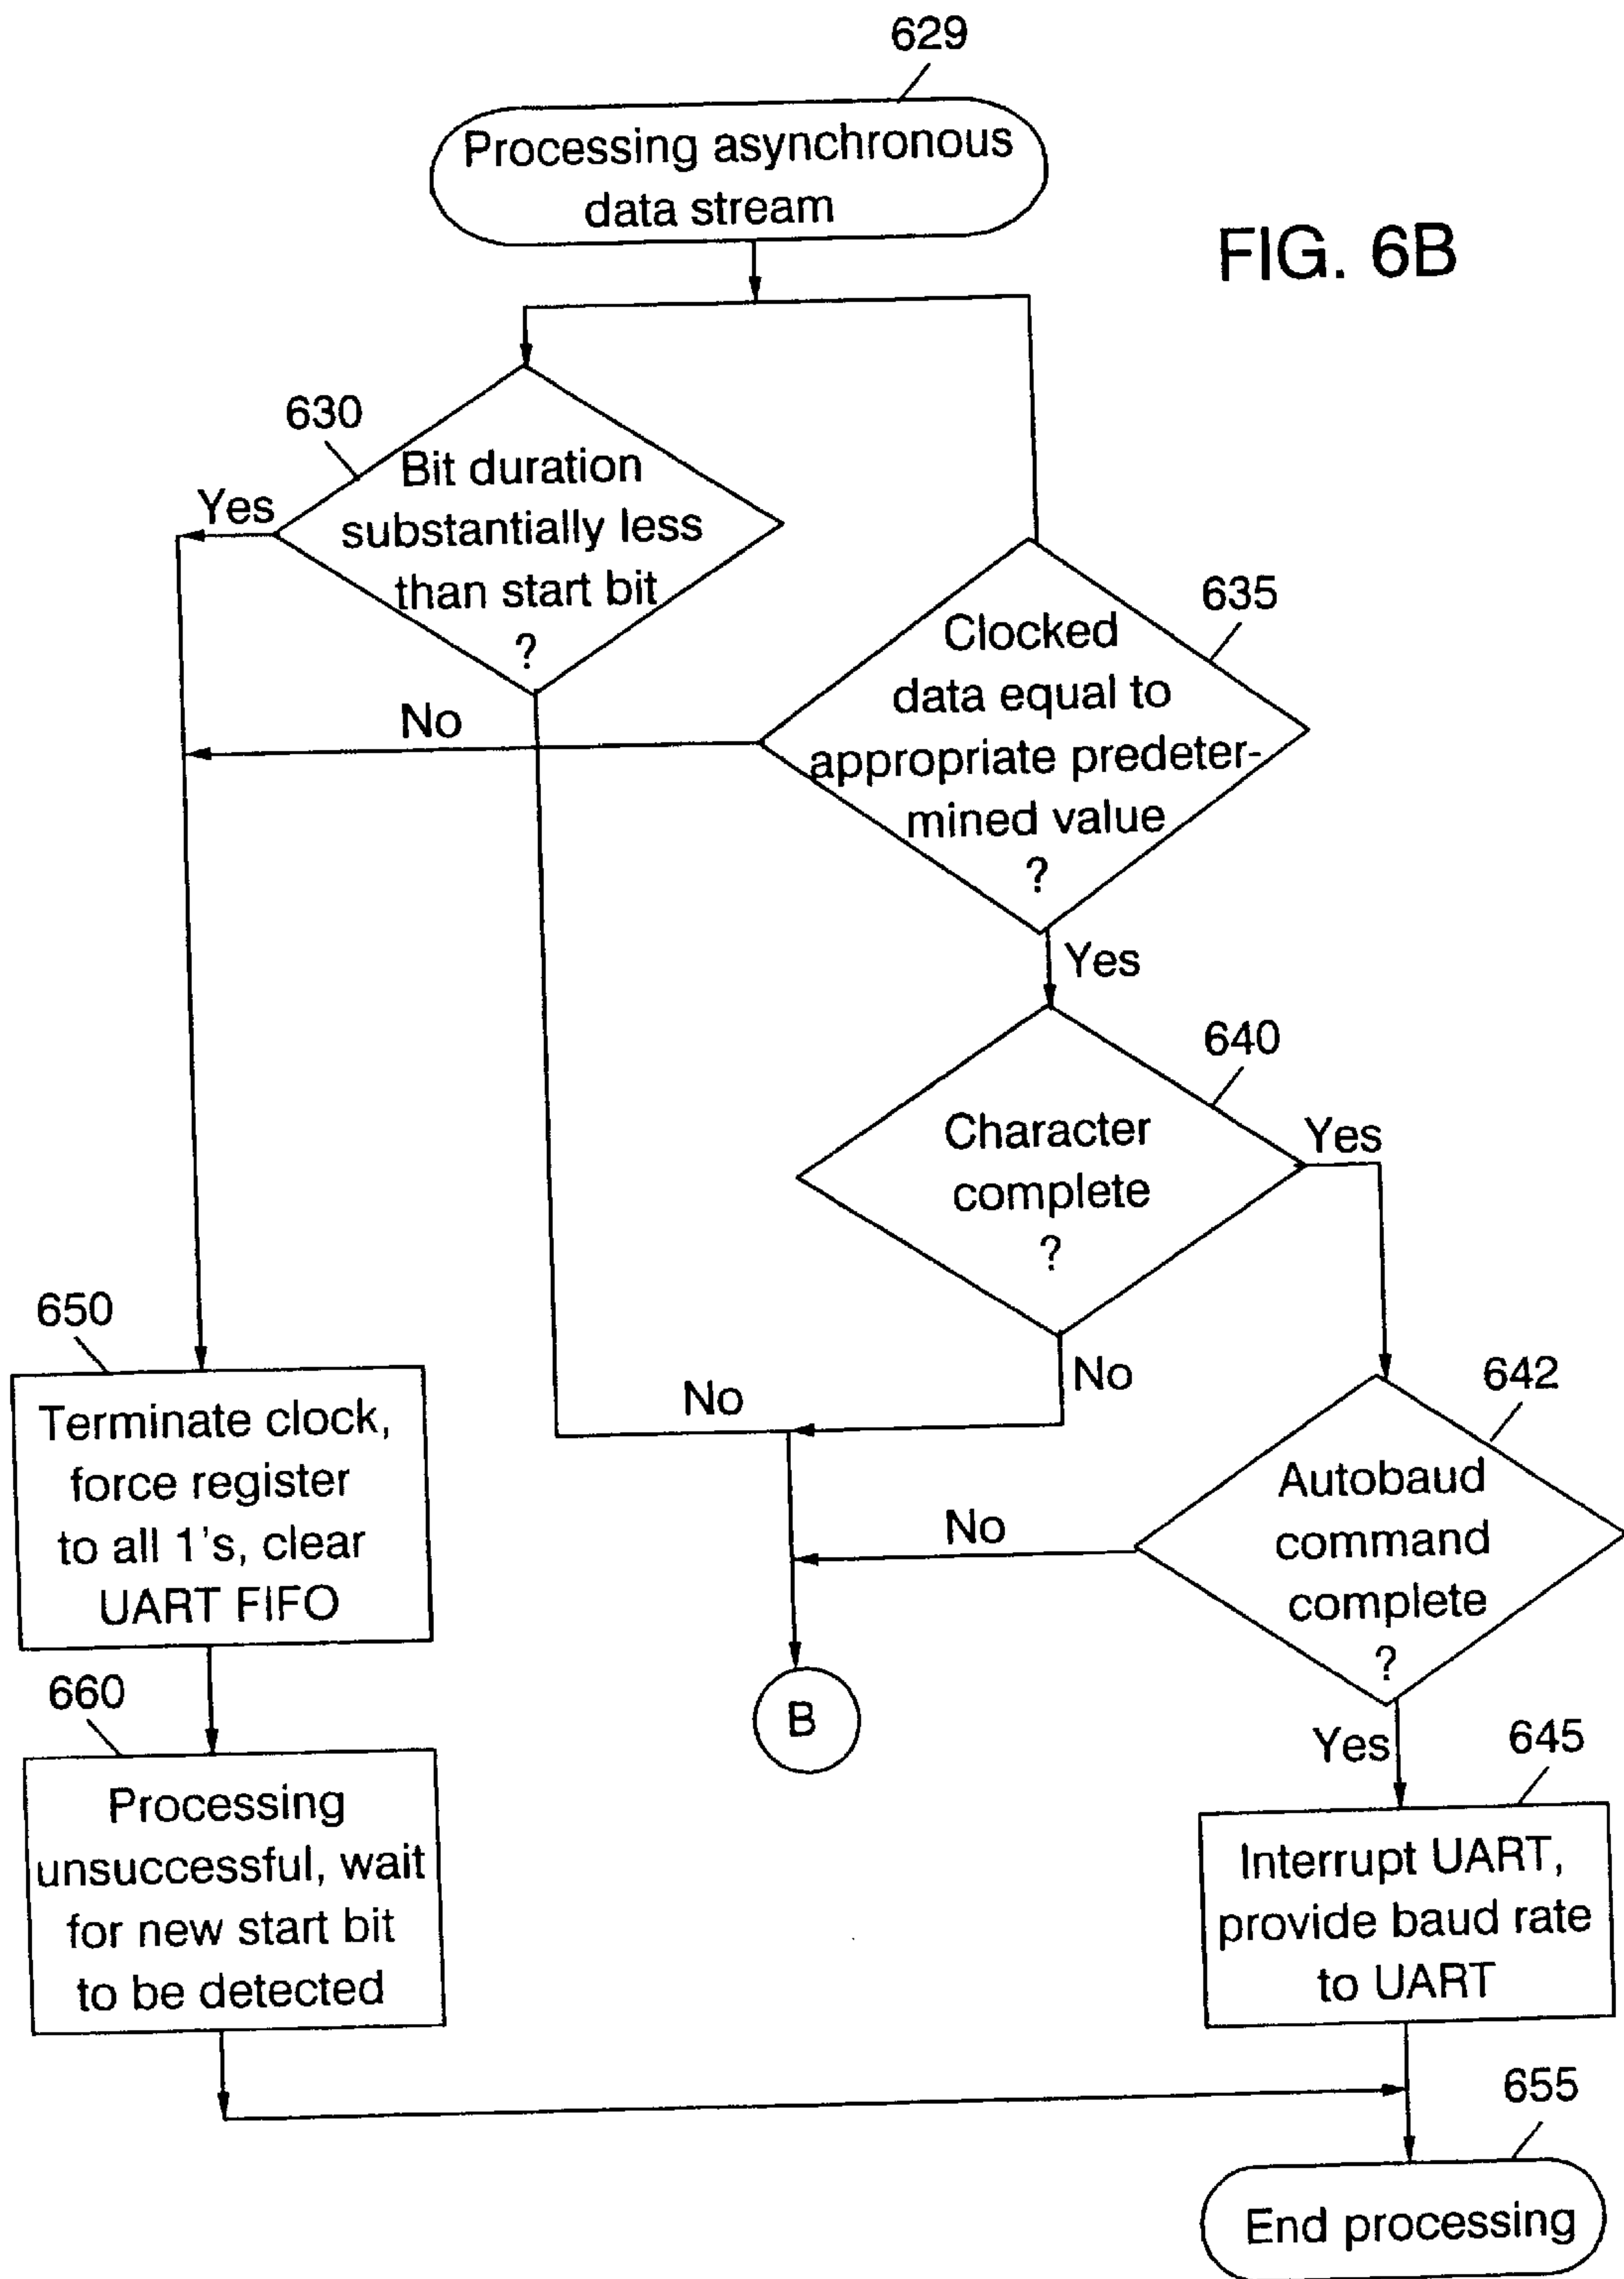 629
Processing asynchronous
data stream
FIG. 6B
630
Bit duration
substantially less
than start bit
?
Yes
635
Clocked
data equal to
appropriate predeter-
mined value
?
No
Yes
640
Character
complete
?
Yes
No
No
650
Terminate clock,
force register
to all 1's, clear
UART FIFO
642
Autobaud
command
complete
?
No
Yes
B
660
Processing
unsuccessful, wait
for new start bit
to be detected
645
Interrupt UART,
provide baud rate
to UART
655
End processing